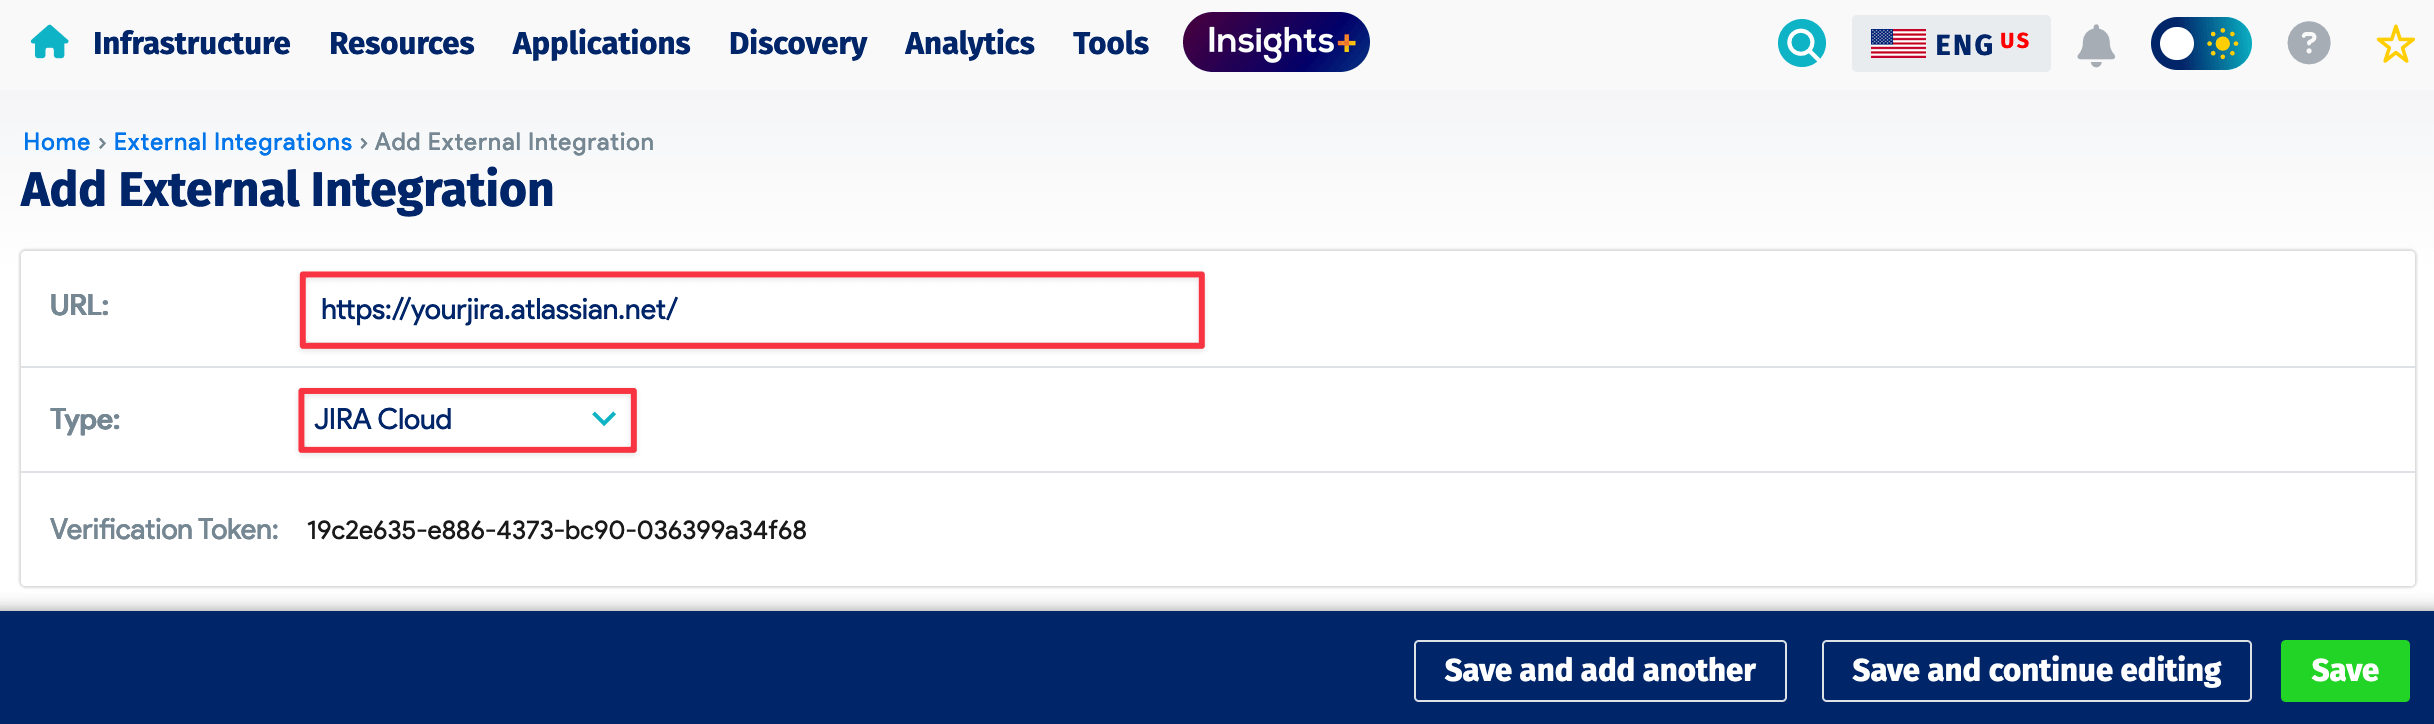 Infrastructure Resources Applications Discovery Analytics Tools Insights+ ENG US ?
Home › External Integrations › Add External Integration
Add External Integration
URL: https://yourjira.atlassian.net/
Type: JIRA Cloud
Verification Token: 19c2e635-e886-4373-bc90-036399a34f68
Save and add another Save and continue editing Save